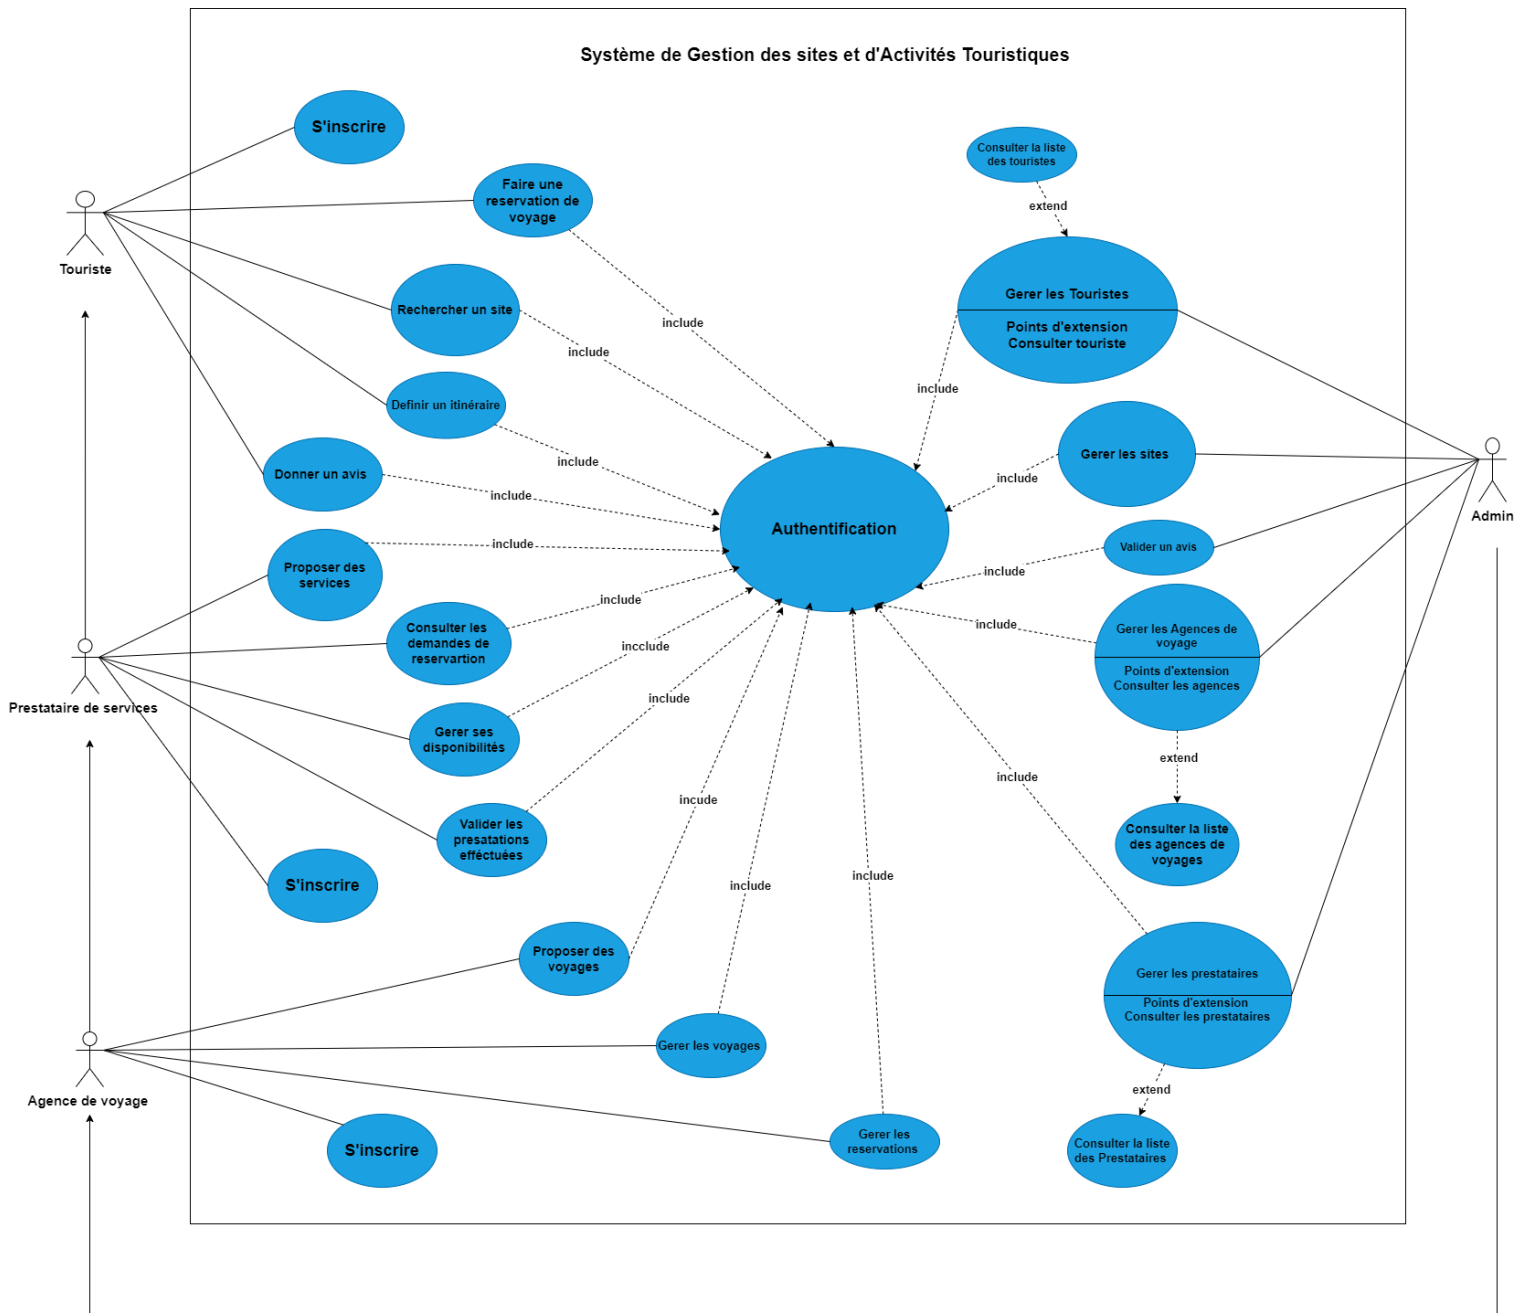 Système de Gestion des sites et d'Activités Touristiques
S'inscrire
Consulter la liste
des touristes
Faire une
reservation de
voyage
extend
Touriste
Gerer les Touristes
Rechercher un site
include
Points d'extension
Consulter touriste
include
include
Definir un itinéraire
Donner un avis
include
Gerer les sites
include
include
Admin
Authentification
include
Valider un avis
Proposer des
services
include
include
Consulter les
demandes de
reservartion
include
Gerer les Agences de
voyage
incclude
Points d'extension
Consulter les agences
Prestataire de services
include
Gerer ses
disponibilités
extend
include
incude
Valider les
presatations
efféctuées
Consulter la liste
des agences de
voyages
include
include
S'inscrire
Proposer des
voyages
Gerer les prestataires
Points d'extension
Consulter les prestataires
Gerer les voyages
extend
Agence de voyage
Gerer les
reservations
S'inscrire
Consulter la liste
des Prestataires